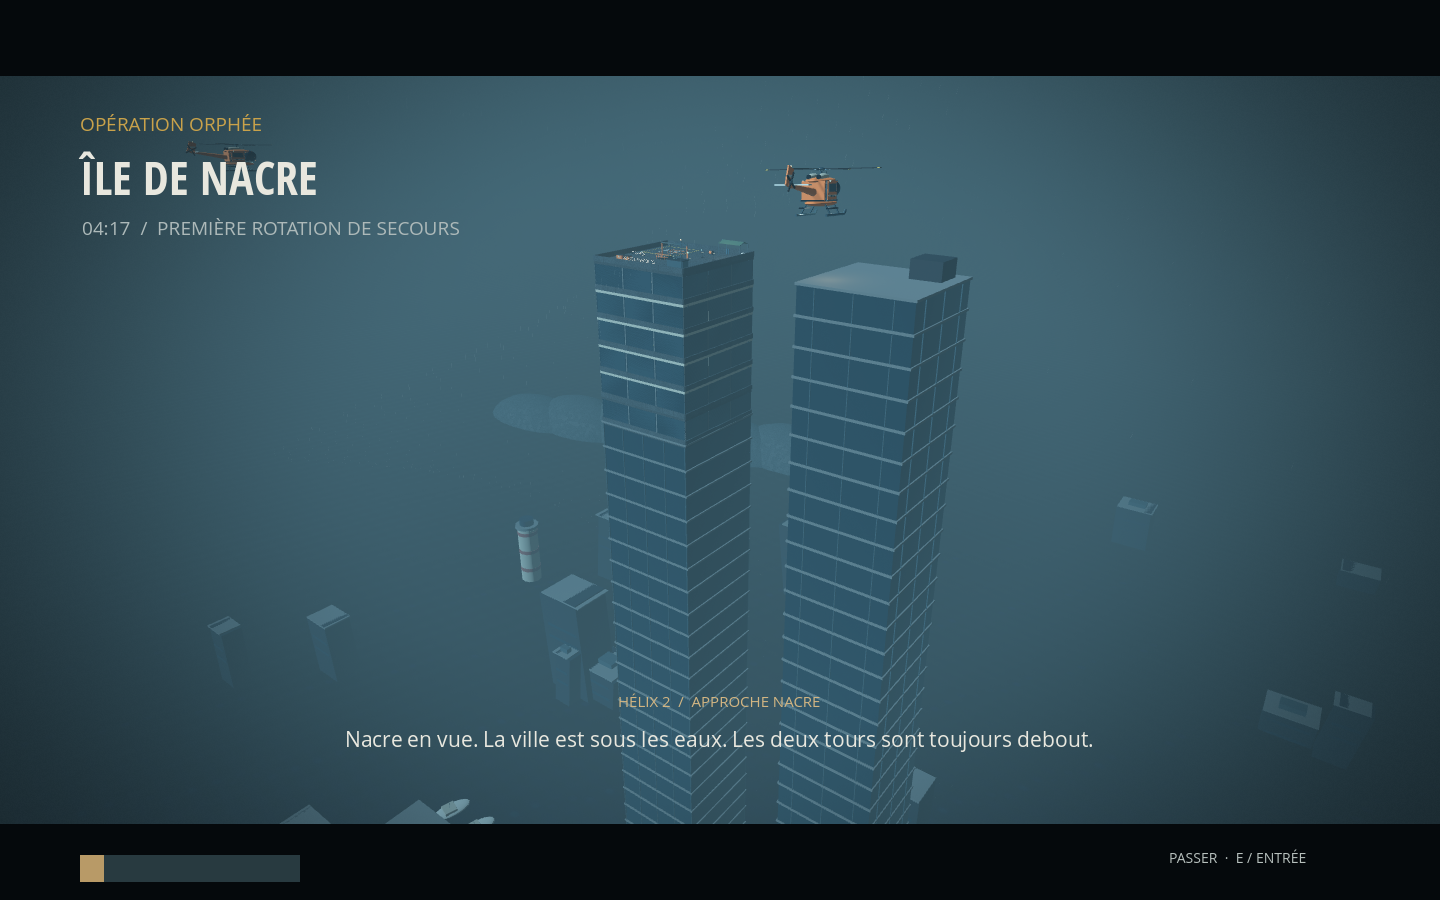 OPÉRATION ORPHÉE
ÎLE DE NACRE
04:17 / PREMIÈRE ROTATION DE SECOURS
HÉLIX 2 / APPROCHE NACRE
Nacre en vue. La ville est sous les eaux. Les deux tours sont toujours debout.
PASSER · E / ENTRÉE